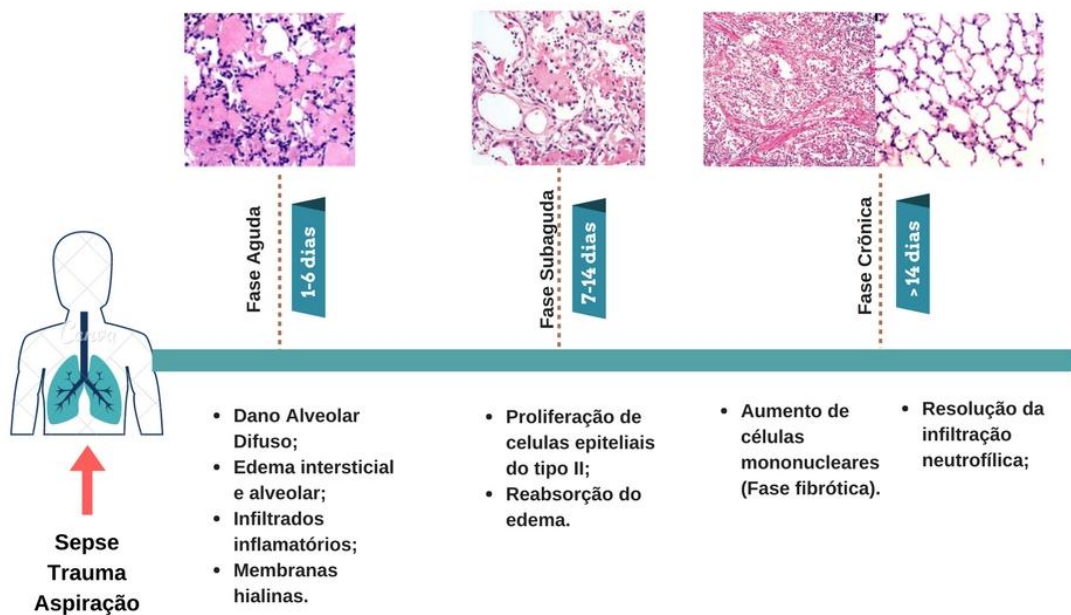 Fase Aguda
1-6 dias
Fase Subaguda
7-14 dias
Fase Crõnica
> 14 dias
Canva
Sepse
Trauma
Aspiração
• Dano Alveolar
Difuso;
• Edema intersticial
e alveolar;
• Infiltrados
inflamatórios;
• Membranas
hialinas.
• Proliferação de
celulas epiteliais
do tipo II;
• Reabsorção do
edema.
• Aumento de
células
mononucleares
(Fase fibrótica).
• Resolução da
infiltração
neutrofílica;